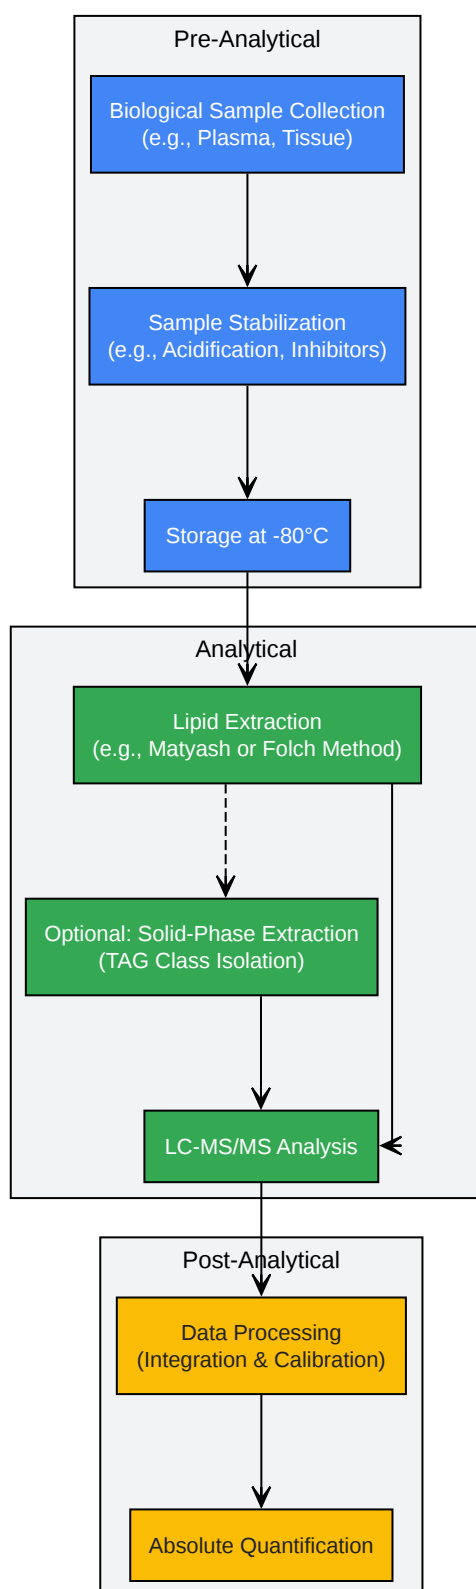 Pre-Analytical
Biological Sample Collection
(e.g., Plasma, Tissue)
Sample Stabilization
(e.g., Acidification, Inhibitors)
Storage at -80°C
Analytical
Lipid Extraction
(e.g., Matyash or Folch Method)
Optional: Solid-Phase Extraction
(TAG Class Isolation)
LC-MS/MS Analysis
Post-Analytical
Data Processing
(Integration & Calibration)
Absolute Quantification